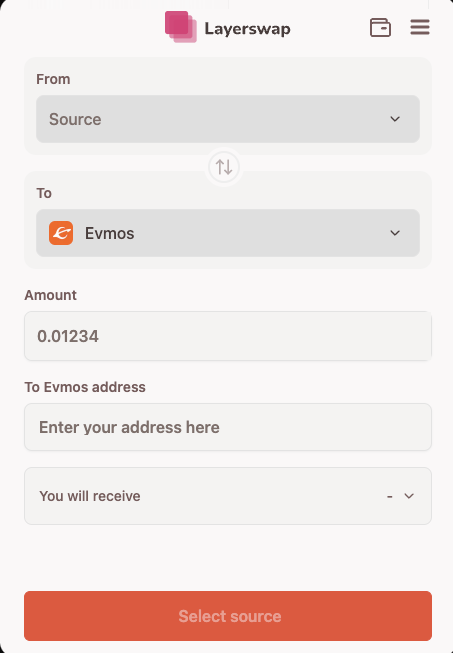 Layerswap
From
Source
To
Evmos
Amount
0.01234
To Evmos address
Enter your address here
You will receive -
Select source